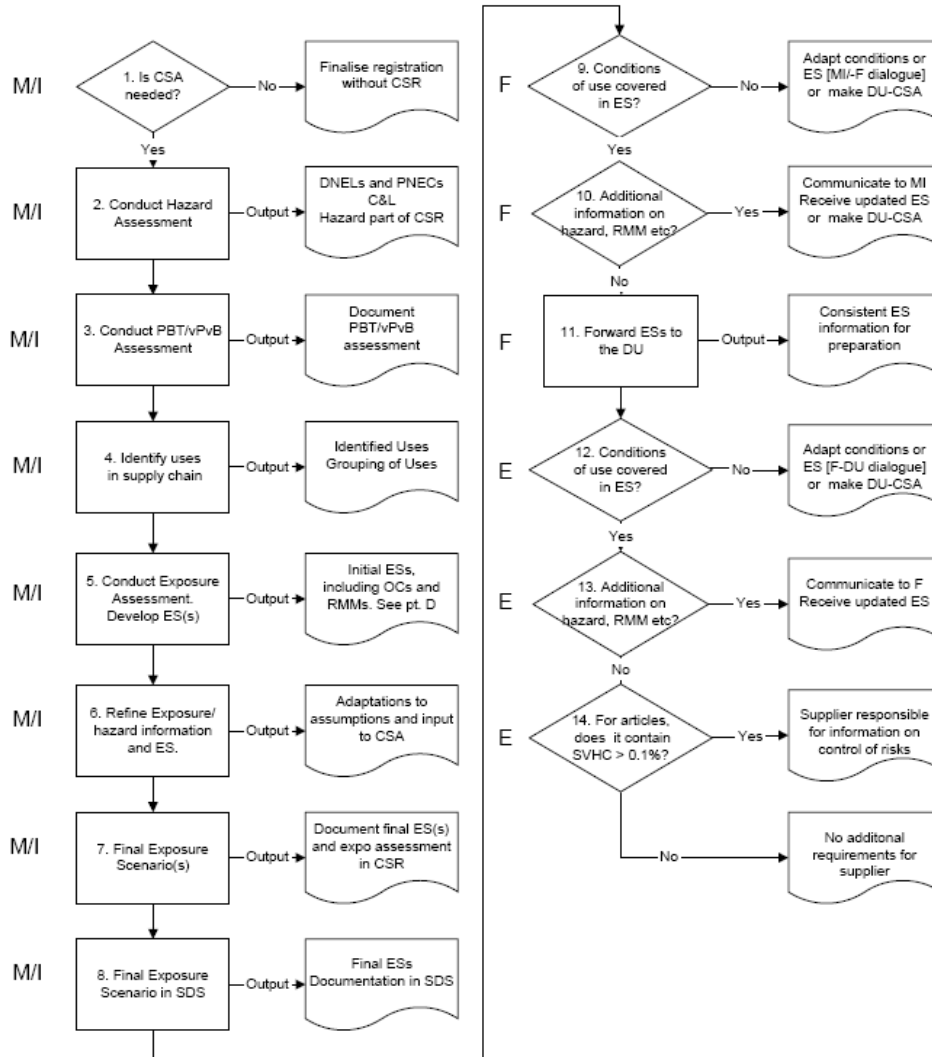 M/I
1. Is CSA
needed?
No
Finalise registration
without CSR
Yes
M/I
2. Conduct Hazard
Assessment
Output
DNELs and PNECs
C&L
Hazard part of CSR
M/I
3. Conduct PBT/vPvB
Assessment
Output
Document
PBT/vPvB
assessment
M/I
4. Identify uses
in supply chain
Output
Identified Uses
Grouping of Uses
M/I
5. Conduct Exposure
Assessment.
Develop ES(s)
Output
Initial ESs,
including OCs and
RMMs. See pt. D
M/I
6. Refine Exposure/
hazard information
and ES.
Output
Adaptations to
assumptions and input
to CSA
M/I
7. Final Exposure
Scenario(s)
Output
Document final ES(s)
and expo assessment
in CSR
M/I
8. Final Exposure
Scenario in SDS
Output
Final ESs
Documentation in SDS
F
9. Conditions
of use covered
in ES?
No
Adapt conditions or
ES [MI/-F dialogue]
or make DU-CSA
Yes
F
10. Additional
information on
hazard, RMM etc?
Yes
Communicate to MI
Receive updated ES
or make DU-CSA
No
F
11. Forward ESs to
the DU
Output
Consistent ES
information for
preparation
E
12. Conditions
of use covered
in ES?
No
Adapt conditions or
ES [F-DU dialogue]
or make DU-CSA
Yes
E
13. Additional
information on
hazard, RMM etc?
Yes
Communicate to F
Receive updated ES
No
E
14. For articles,
does it contain
SVHC > 0.1%?
Yes
Supplier responsible
for information on
control of risks
No
No additonal
requirements for
supplier